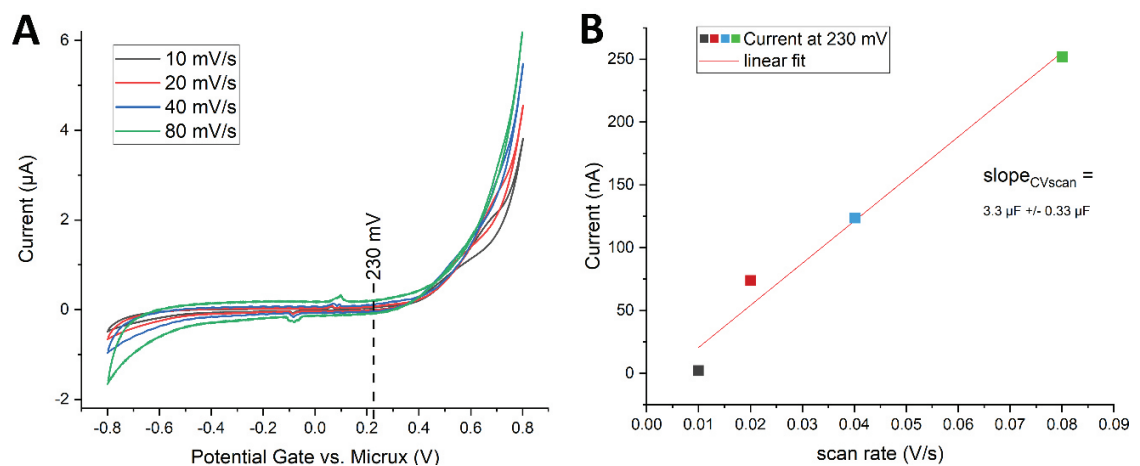 A
6
4
2
0
-2
Current (µA)
10 mV/s
20 mV/s
40 mV/s
80 mV/s
230 mV
-0.8 -0.6 -0.4 -0.2 0.0 0.2 0.4 0.6 0.8
Potential Gate vs. Micrux (V)
B
250
200
150
100
50
0
Current (nA)
Current at 230 mV
linear fit
slopeCVscan =
3.3 µF +/- 0.33 µF
0.00 0.01 0.02 0.03 0.04 0.05 0.06 0.07 0.08 0.09
scan rate (V/s)